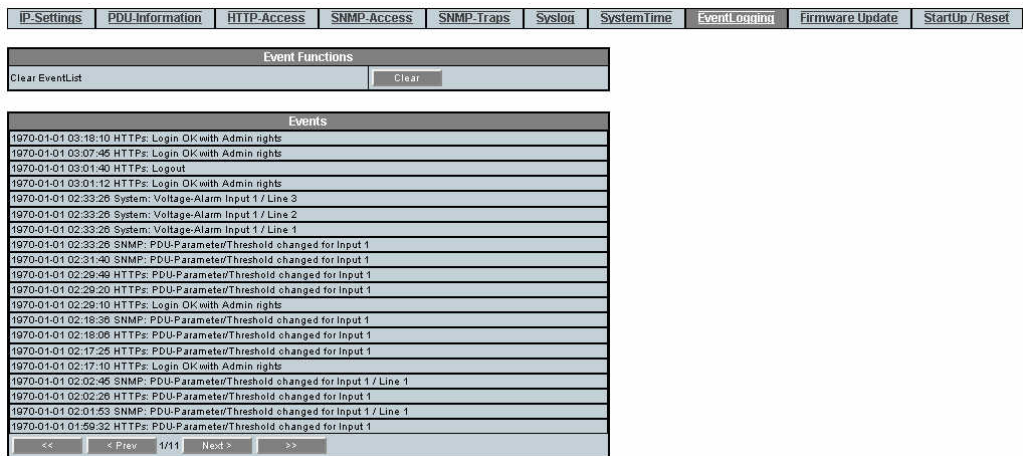 IP-Settings PDU-Information HTTP-Access SNMP-Access SNMP-Traps Syslog SystemTime EventLogging Firmware Update StartUp / Reset
Event Functions
Clear EventList Clear
Events
1970-01-01 03:18:10 HTTPs: Login OK with Admin rights
1970-01-01 03:07:45 HTTPs: Login OK with Admin rights
1970-01-01 03:01:40 HTTPs: Logout
1970-01-01 03:01:12 HTTPs: Login OK with Admin rights
1970-01-01 02:33:26 System: Voltage-Alarm Input 1 / Line 3
1970-01-01 02:33:26 System: Voltage-Alarm Input 1 / Line 2
1970-01-01 02:33:26 System: Voltage-Alarm Input 1 / Line 1
1970-01-01 02:33:26 SNMP: PDU-Parameter/Threshold changed for Input 1
1970-01-01 02:31:40 SNMP: PDU-Parameter/Threshold changed for Input 1
1970-01-01 02:29:49 HTTPs: PDU-Parameter/Threshold changed for Input 1
1970-01-01 02:29:20 HTTPs: PDU-Parameter/Threshold changed for Input 1
1970-01-01 02:29:10 HTTPs: Login OK with Admin rights
1970-01-01 02:18:36 SNMP: PDU-Parameter/Threshold changed for Input 1
1970-01-01 02:18:06 HTTPs: PDU-Parameter/Threshold changed for Input 1
1970-01-01 02:17:25 HTTPs: PDU-Parameter/Threshold changed for Input 1
1970-01-01 02:17:10 HTTPs: Login OK with Admin rights
1970-01-01 02:02:45 SNMP: PDU-Parameter/Threshold changed for Input 1 / Line 1
1970-01-01 02:02:26 HTTPs: PDU-Parameter/Threshold changed for Input 1
1970-01-01 02:01:53 SNMP: PDU-Parameter/Threshold changed for Input 1 / Line 1
1970-01-01 01:59:32 HTTPs: PDU-Parameter/Threshold changed for Input 1
<< < Prev 1/11 Next > >>